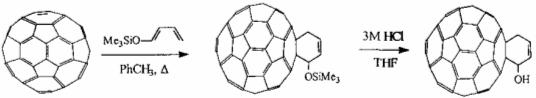 Me₃SiO
PhCH₃, Δ
OSiMe₃
3M HCl
THF
OH